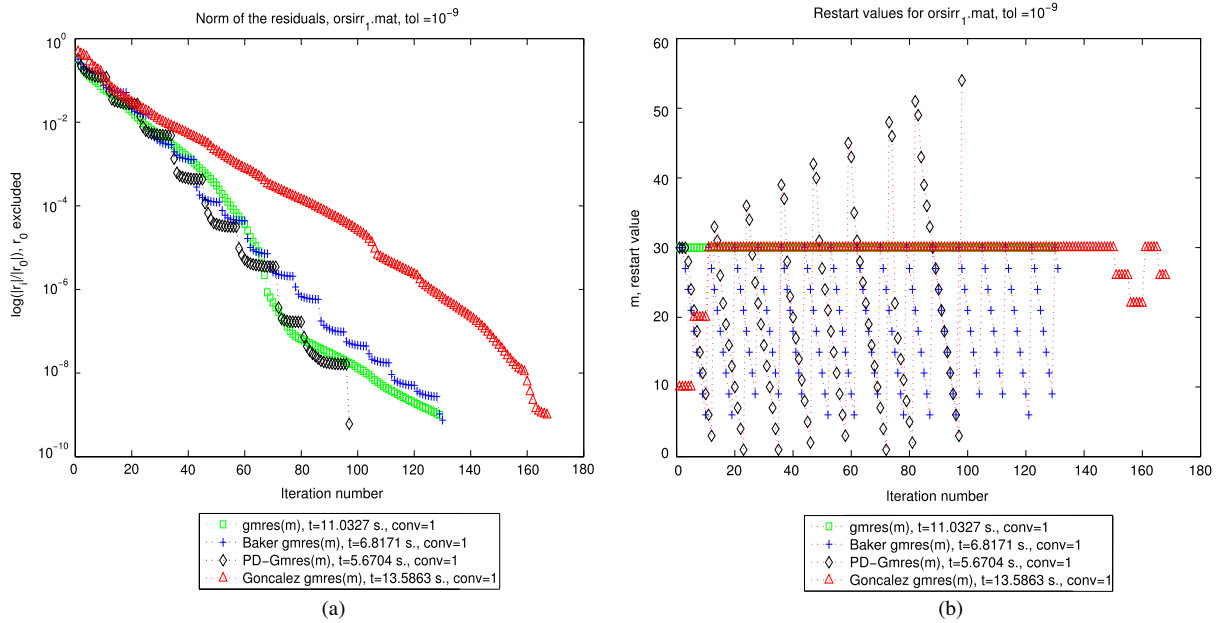 Norm of the residuals, orsirr₁.mat, tol =10⁻⁹
log(|rⱼ|/|r₀|), r₀ excluded
10⁰
10⁻²
10⁻⁴
10⁻⁶
10⁻⁸
10⁻¹⁰
0 20 40 60 80 100 120 140 160 180
Iteration number
gmres(m), t=11.0327 s., conv=1
Baker gmres(m), t=6.8171 s., conv=1
PD−Gmres(m), t=5.6704 s., conv=1
Goncalez gmres(m), t=13.5863 s., conv=1
(a)
Restart values for orsirr₁.mat, tol =10⁻⁹
m, restart value
60
50
40
30
20
10
0
0 20 40 60 80 100 120 140 160 180
Iteration number
gmres(m), t=11.0327 s., conv=1
Baker gmres(m), t=6.8171 s., conv=1
PD−Gmres(m), t=5.6704 s., conv=1
Goncalez gmres(m), t=13.5863 s., conv=1
(b)